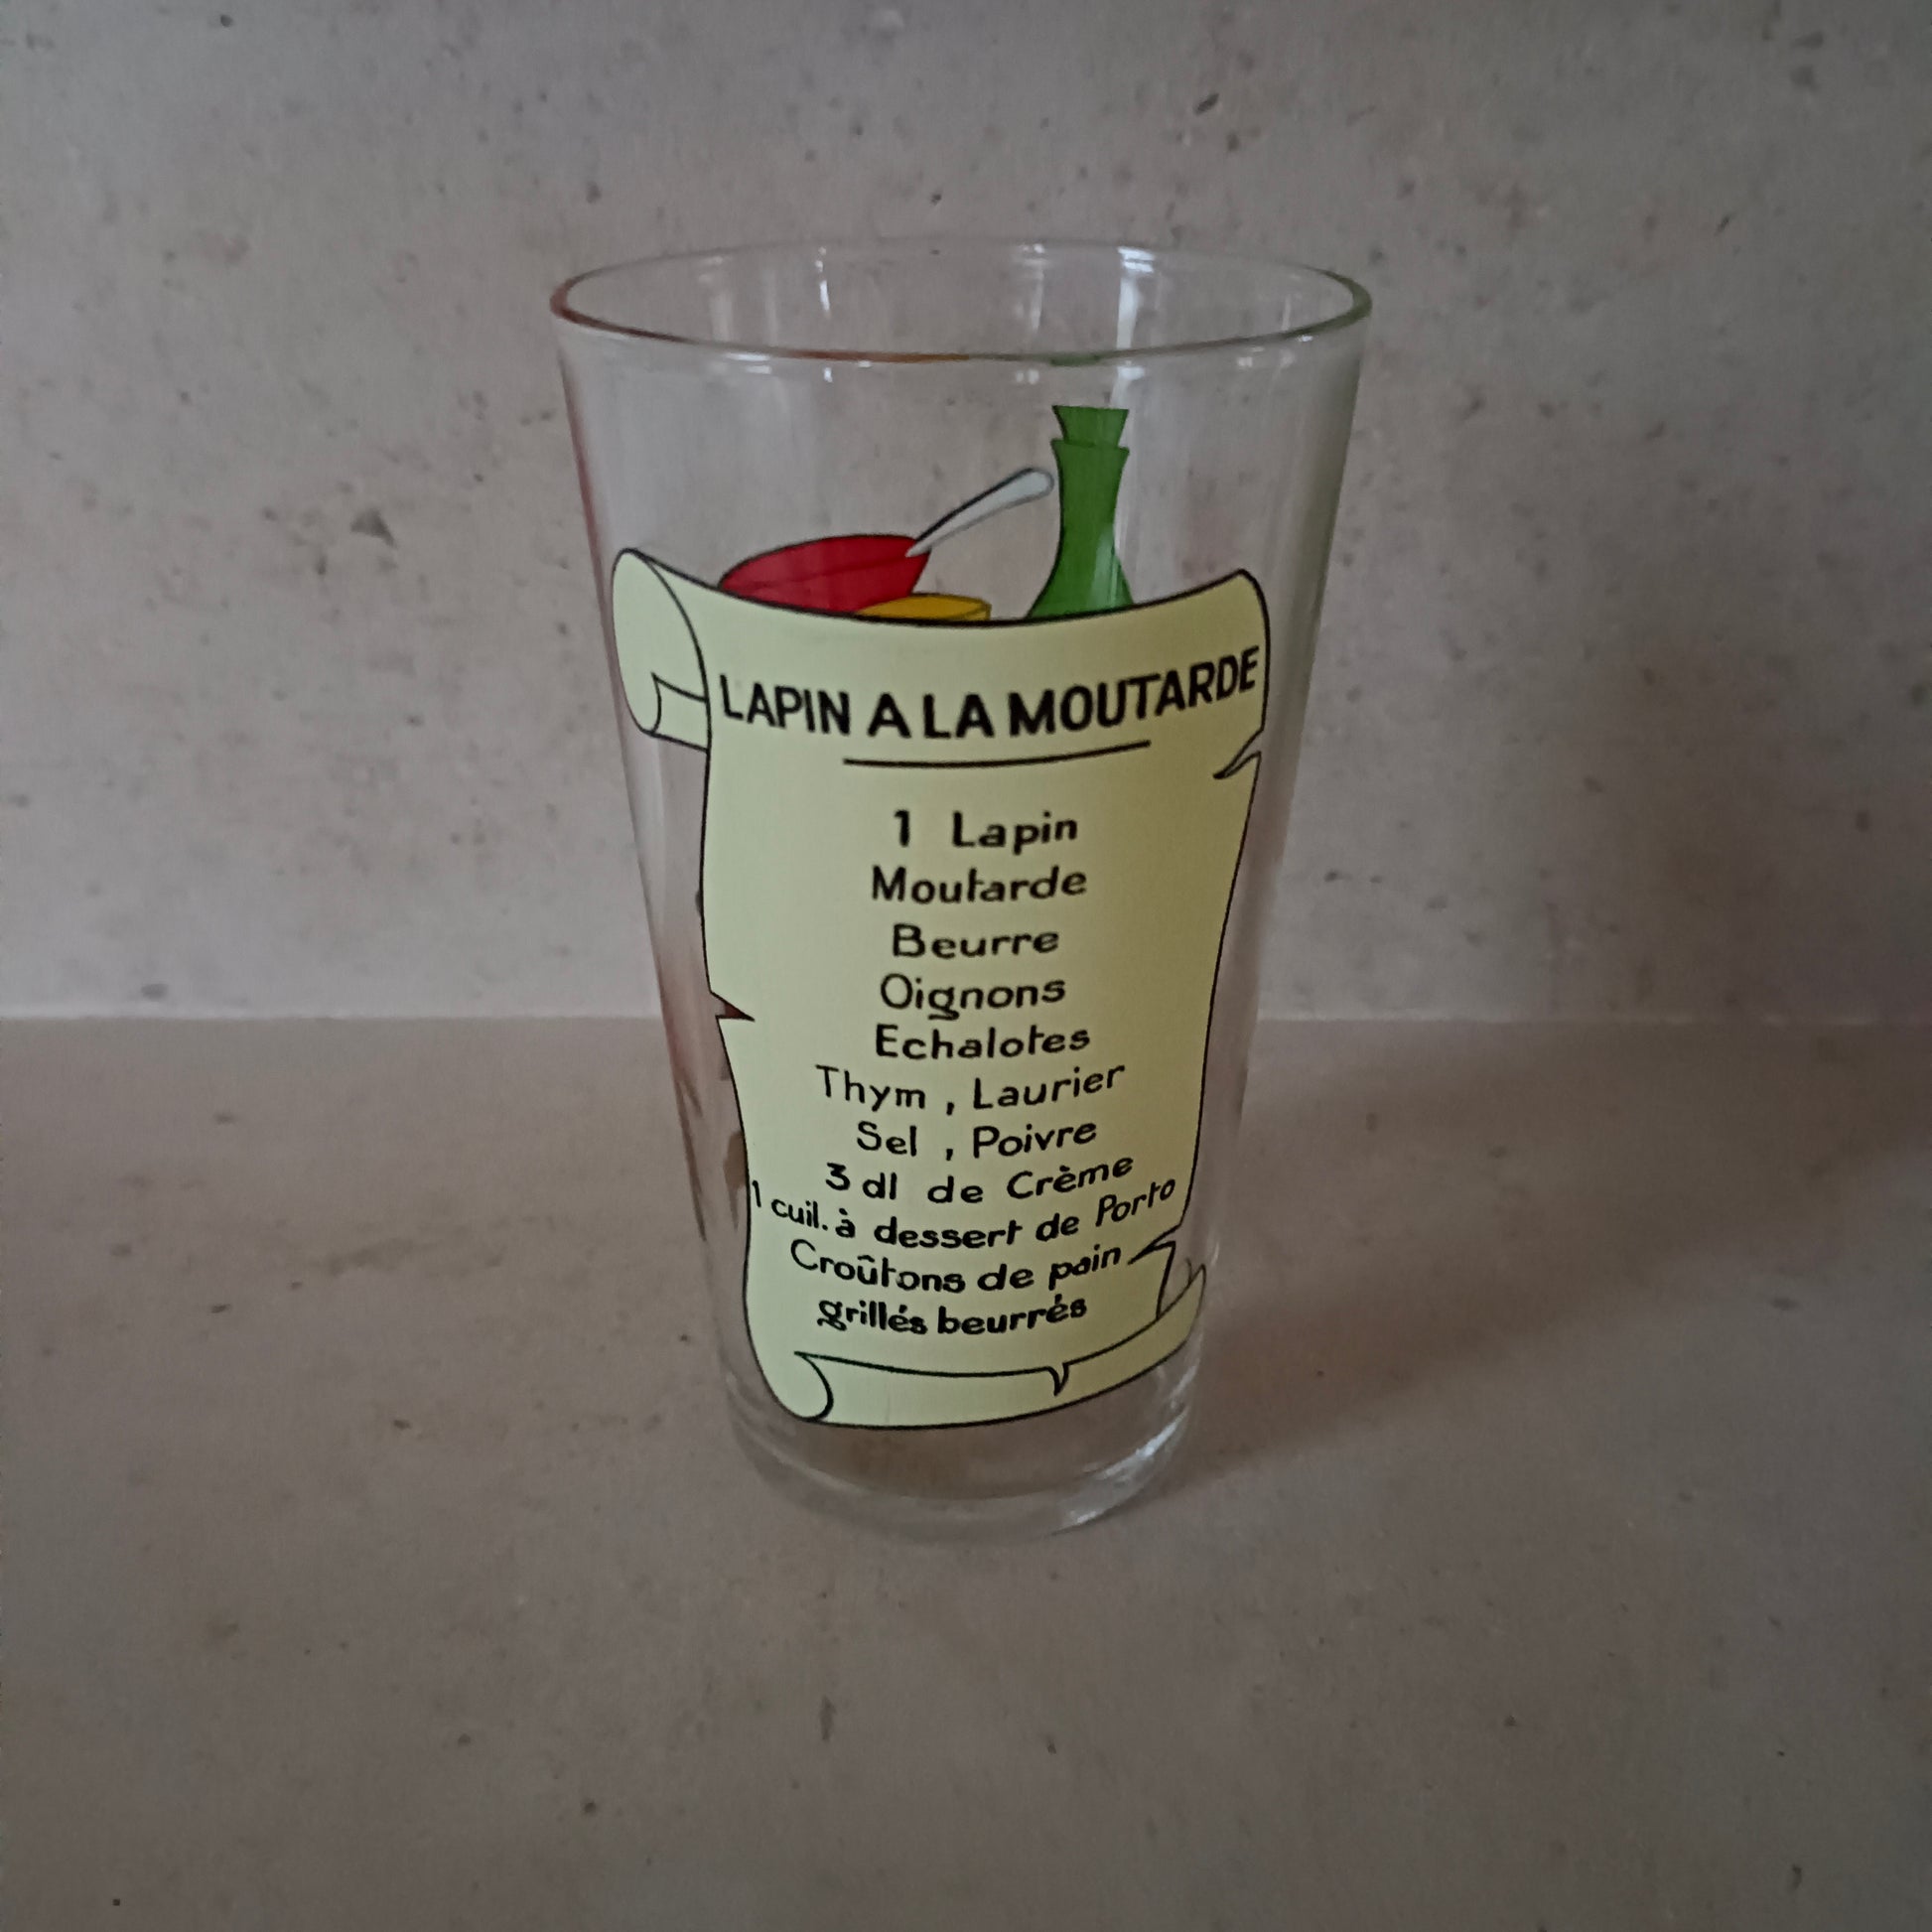 LAPIN A LA MOUTARDE
1 Lapin
Moutarde
Beurre
Oignons
Echalotes
Thym , Laurier
Sel , Poivre
3 dl de Crème
1 cuil. à dessert de Porto
Croûtons de pain
grillés beurrés